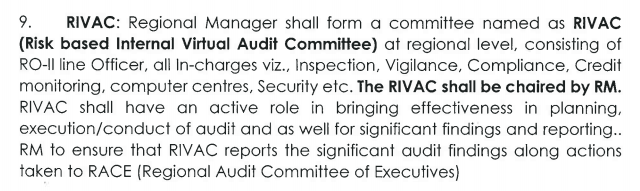 9. RIVAC: Regional Manager shall form a committee named as RIVAC
(Risk based Internal Virtual Audit Committee) at regional level, consisting of
RO-II line Officer, all In-charges viz., Inspection, Vigilance, Compliance, Credit
monitoring, computer centres, Security etc. The RIVAC shall be chaired by RM.
RIVAC shall have an active role in bringing effectiveness in planning,
execution/conduct of audit and as well for significant findings and reporting..
RM to ensure that RIVAC reports the significant audit findings along actions
taken to RACE (Regional Audit Committee of Executives)